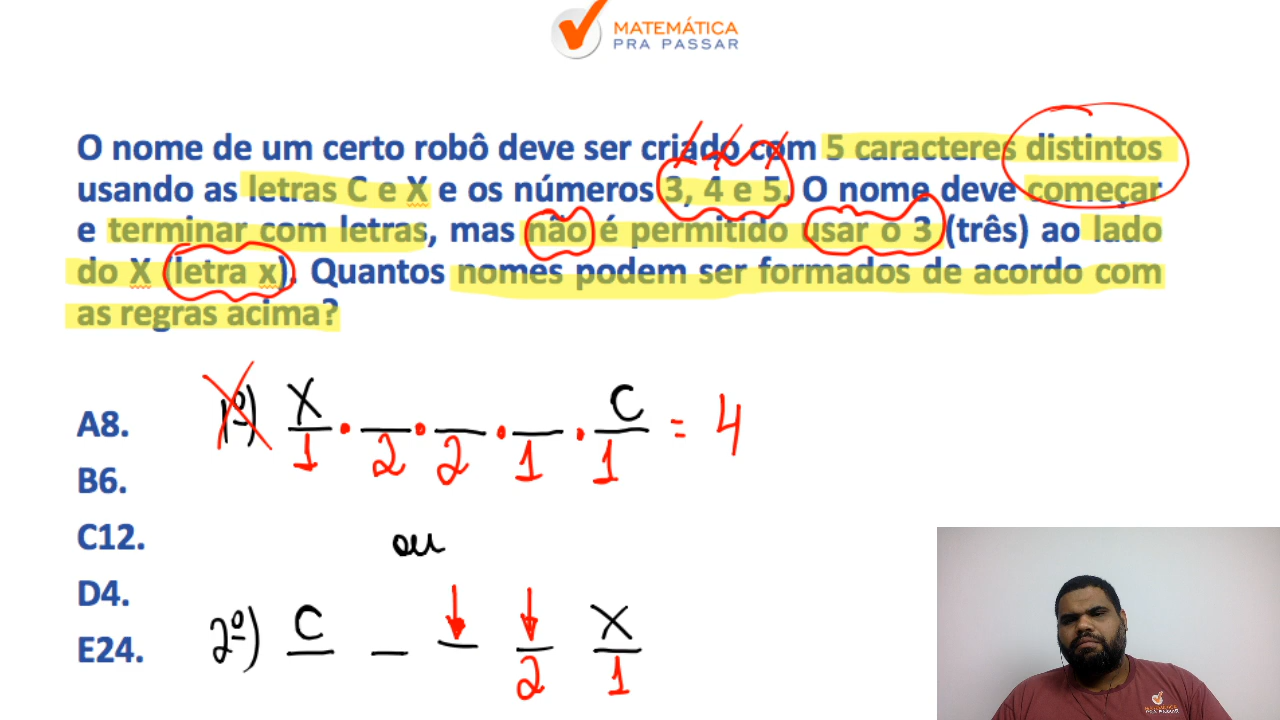 MATEMÁTICA
PRA PASSAR
O nome de um certo robô deve ser criado com 5 caracteres distintos
usando as letras C e X e os números 3, 4 e 5. O nome deve começar
e terminar com letras, mas não é permitido usar o 3 (três) ao lado
do X (letra x). Quantos nomes podem ser formados de acordo com
as regras acima?
A8.
B6.
C12.
D4.
E24.
1º) X C
1 · 2 · 2 · 1 · 1 = 4
ou
2º) C _ _ _ X
2 1
MATEMÁTICA
PRA PASSAR